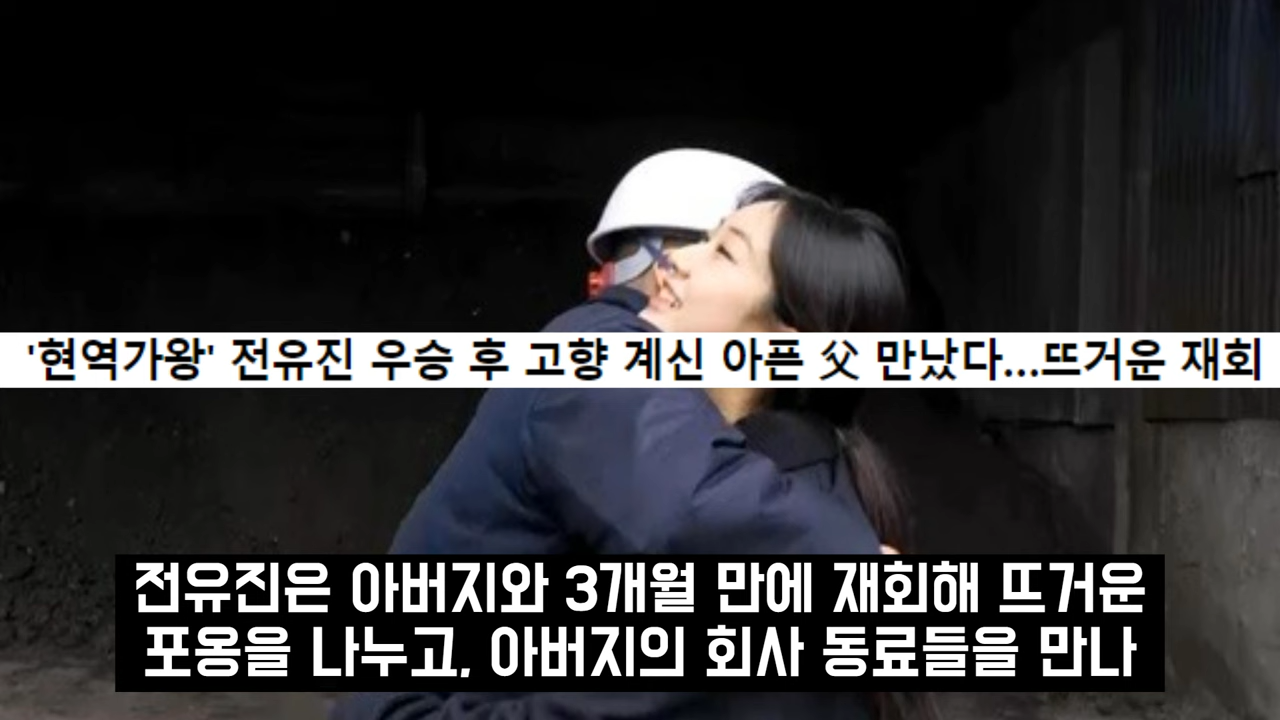 '현역가왕' 전유진 우승 후 고향 계신 아픈 父 만났다...뜨거운 재회
전유진은 아버지와 3개월 만에 재회해 뜨거운
포옹을 나누고, 아버지의 회사 동료들을 만나